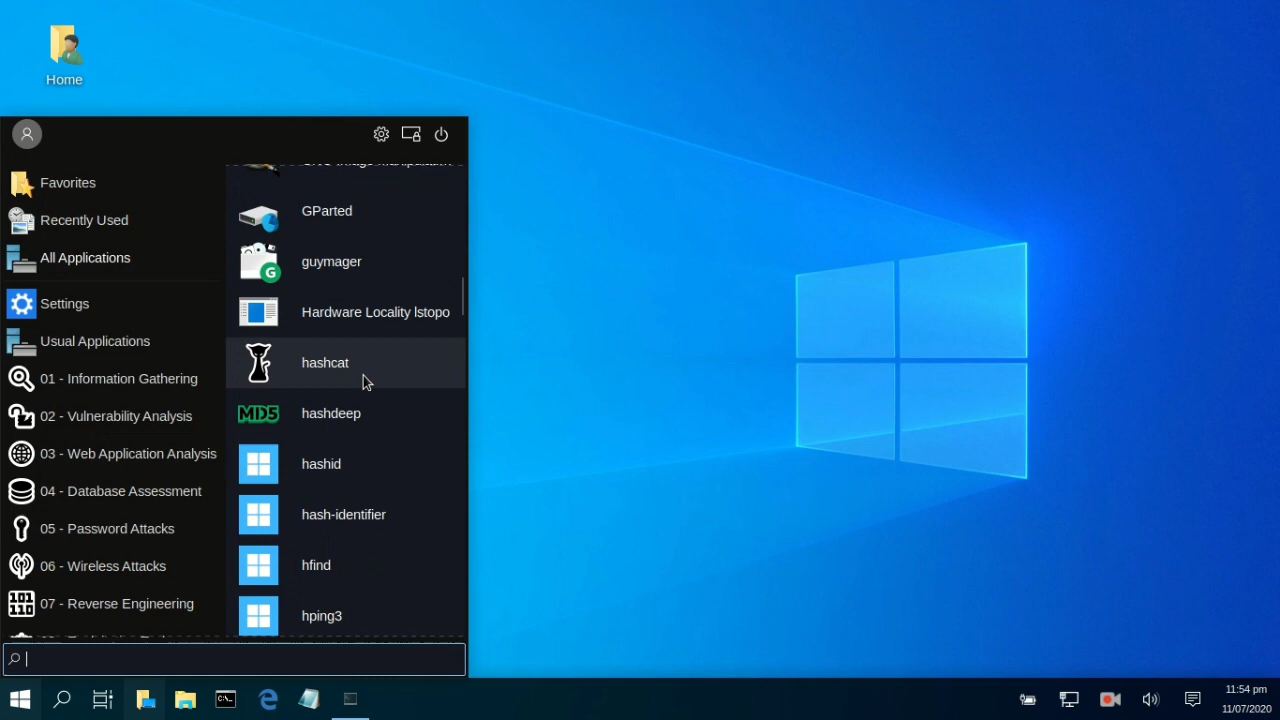 Home
Favorites
Recently Used
All Applications
Settings
Usual Applications
01 - Information Gathering
02 - Vulnerability Analysis
03 - Web Application Analysis
04 - Database Assessment
05 - Password Attacks
06 - Wireless Attacks
07 - Reverse Engineering
GParted
guymager
G
Hardware Locality lstopo
hashcat
MD5
hashdeep
hashid
hash-identifier
hfind
hping3
11:54 pm
11/07/2020